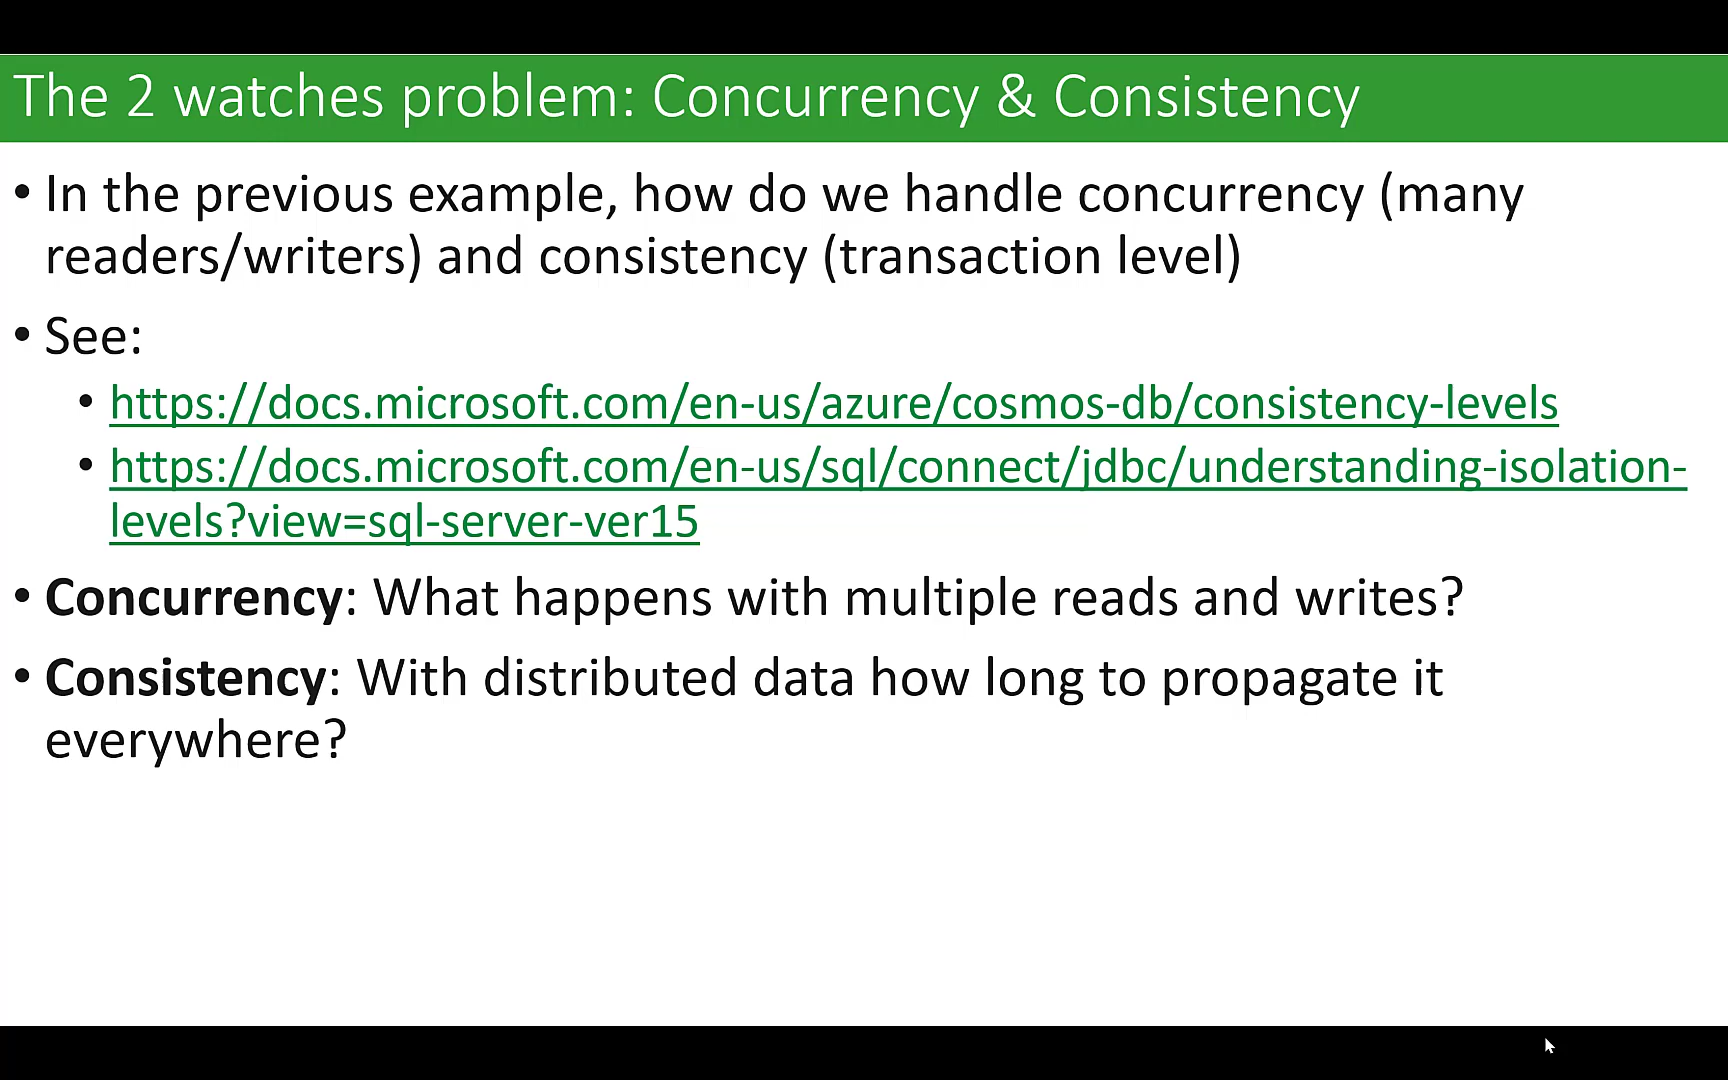 The 2 watches problem: Concurrency & Consistency
• In the previous example, how do we handle concurrency (many
readers/writers) and consistency (transaction level)
• See:
• https://docs.microsoft.com/en-us/azure/cosmos-db/consistency-levels
• https://docs.microsoft.com/en-us/sql/connect/jdbc/understanding-isolation-
levels?view=sql-server-ver15
• Concurrency: What happens with multiple reads and writes?
• Consistency: With distributed data how long to propagate it
everywhere?